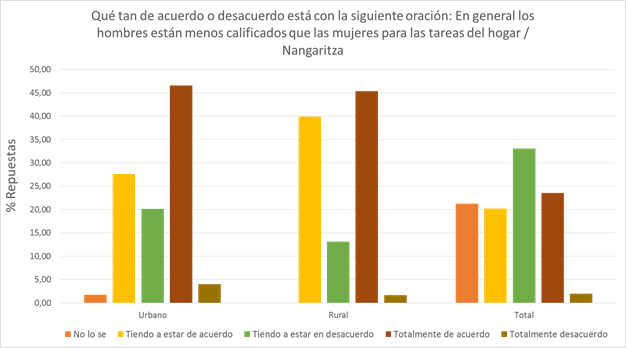 Qué tan de acuerdo o desacuerdo está con la siguiente oración: En general los
hombres están menos calificados que las mujeres para las tareas del hogar /
Nangaritza
% Repuestas
50,00
45,00
40,00
35,00
30,00
25,00
20,00
15,00
10,00
5,00
0,00
Urbano Rural Total
No lo se Tiendo a estar de acuerdo Tiendo a estar en desacuerdo Totalmente de acuerdo Totalmente desacuerdo